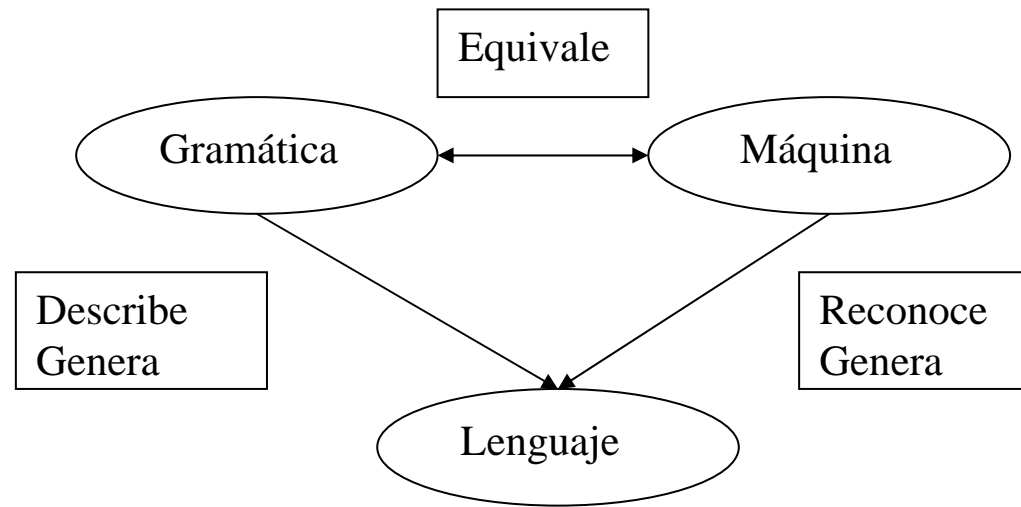 Equivale
Gramática
Máquina
Describe
Genera
Reconoce
Genera
Lenguaje